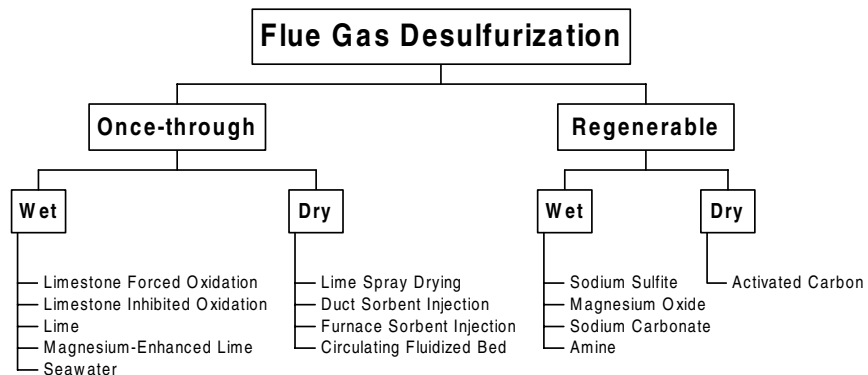 Flue Gas Desulfurization
Once-through
Regenerable
Wet
Dry
Wet
Dry
Limestone Forced Oxidation
Limestone Inhibited Oxidation
Lime
Magnesium-Enhanced Lime
Seawater
Lime Spray Drying
Duct Sorbent Injection
Furnace Sorbent Injection
Circulating Fluidized Bed
Sodium Sulfite
Magnesium Oxide
Sodium Carbonate
Amine
Activated Carbon